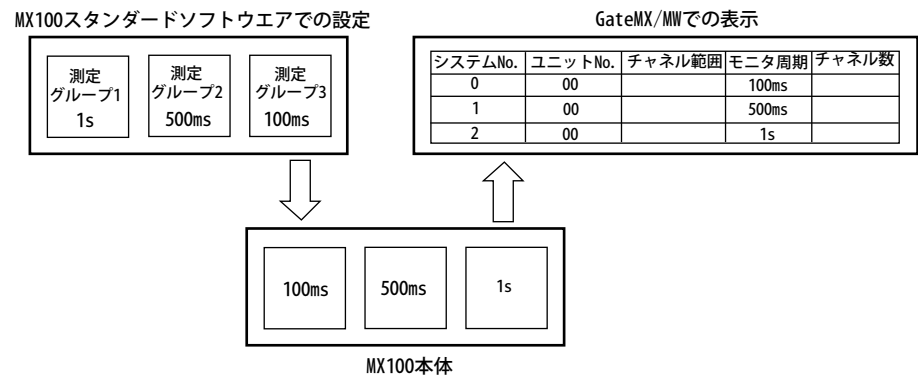 MX100スタンダードソフトウエアでの設定
測定
グループ1
1s
測定
グループ2
500ms
測定
グループ3
100ms
GateMX/MWでの表示
システムNo. ユニットNo. チャネル範囲 モニタ周期 チャネル数
0 00 100ms
1 00 500ms
2 00 1s
100ms
500ms
1s
MX100本体